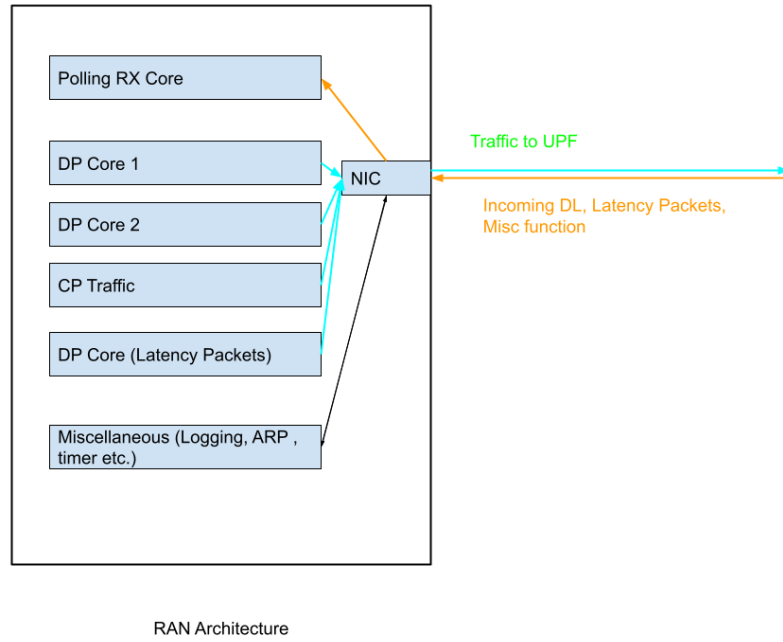 Polling RX Core
DP Core 1
Traffic to UPF
NIC
DP Core 2
Incoming DL, Latency Packets,
Misc function
CP Traffic
DP Core (Latency Packets)
Miscellaneous (Logging, ARP ,
timer etc.)
RAN Architecture